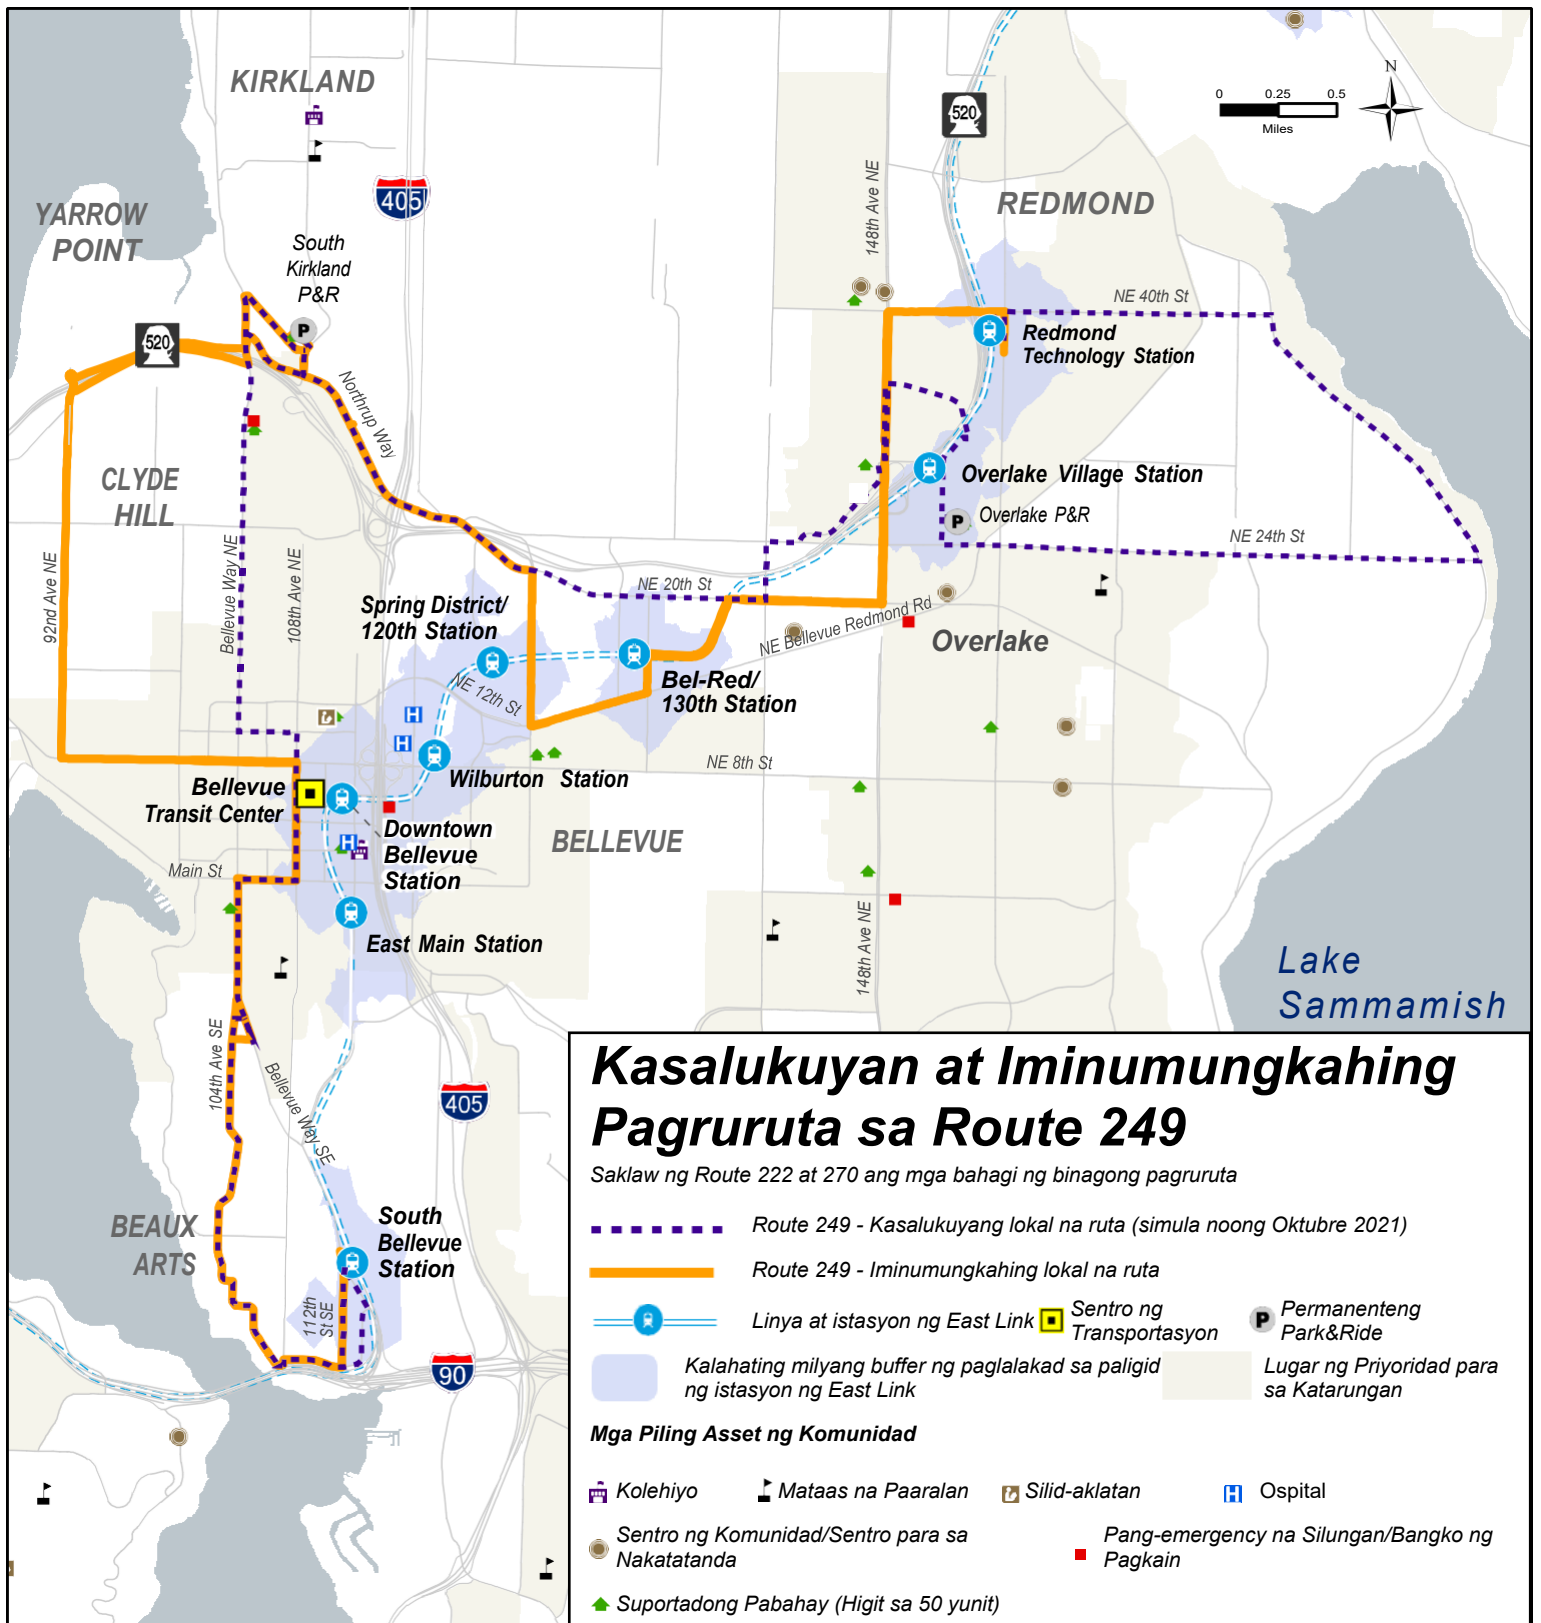 KIRKLAND
520
N
0 0.25 0.5
Miles
405
148th Ave NE
REDMOND
YARROW
POINT
South
Kirkland
P&R
NE 40th St
520
Redmond
Technology Station
Northrup Way
CLYDE
HILL
Overlake Village Station
Overlake P&R
NE 24th St
92nd Ave NE
Bellevue Way NE
108th Ave NE
NE 20th St
Spring District/
120th Station
NE Bellevue Redmond Rd
Overlake
NE 12th St
Bel-Red/
130th Station
H
H
NE 8th St
Wilburton Station
Bellevue
Transit Center
Downtown
Bellevue
Station
H
BELLEVUE
Main St
East Main Station
148th Ave NE
Lake
Sammamish
104th Ave SE
Bellevue Way SE
405
BEAUX
ARTS
South
Bellevue
Station
112th
St SE
90
P
P
Kasalukuyan at Iminumungkahing
Pagruruta sa Route 249
Saklaw ng Route 222 at 270 ang mga bahagi ng binagong pagruruta
Route 249 - Kasalukuyang lokal na ruta (simula noong Oktubre 2021)
Route 249 - Iminumungkahing lokal na ruta
Linya at istasyon ng East Link
Sentro ng
Transportasyon
P
Permanenteng
Park&Ride
Kalahating milyang buffer ng paglalakad sa paligid
ng istasyon ng East Link
Lugar ng Priyoridad para
sa Katarungan
Mga Piling Asset ng Komunidad
Kolehiyo
Mataas na Paaralan
Silid-aklatan
H
Ospital
Sentro ng Komunidad/Sentro para sa
Nakatatanda
Pang-emergency na Silungan/Bangko ng
Pagkain
Suportadong Pabahay (Higit sa 50 yunit)